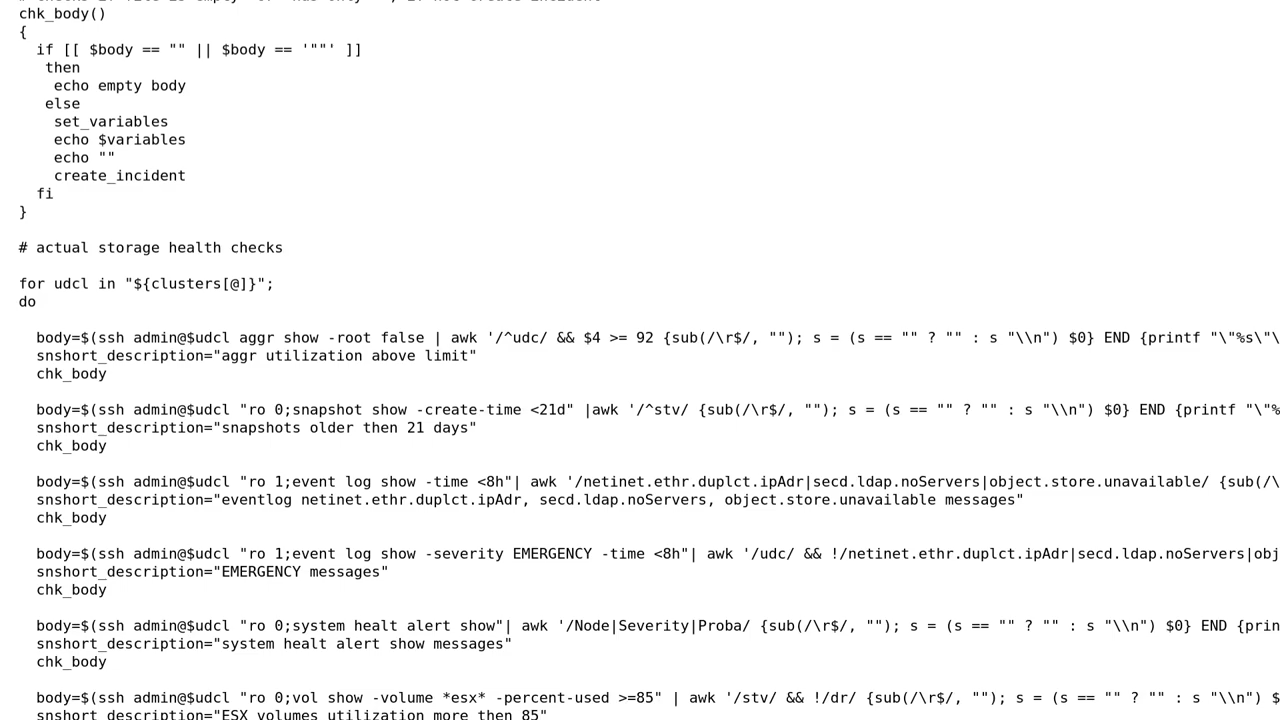 chk_body()
{
  if [[ $body == "" || $body == '""' ]]
   then
    echo empty body
   else
    set_variables
    echo $variables
    echo ""
    create_incident
  fi
}

# actual storage health checks

for udcl in "${clusters[@]}";
do

  body=$(ssh admin@$udcl aggr show -root false | awk '/^udc/ && $4 >= 92 {sub(/\r$/, ""); s = (s == "" ? "" : s "\\n") $0} END {printf "\"%s\"\
  snshort_description="aggr utilization above limit"
  chk_body

  body=$(ssh admin@$udcl "ro 0;snapshot show -create-time <21d" |awk '/^stv/ {sub(/\r$/, ""); s = (s == "" ? "" : s "\\n") $0} END {printf "\"%
  snshort_description="snapshots older then 21 days"
  chk_body

  body=$(ssh admin@$udcl "ro 1;event log show -time <8h"| awk '/netinet.ethr.duplct.ipAdr|secd.ldap.noServers|object.store.unavailable/ {sub(/\
  snshort_description="eventlog netinet.ethr.duplct.ipAdr, secd.ldap.noServers, object.store.unavailable messages"
  chk_body

  body=$(ssh admin@$udcl "ro 1;event log show -severity EMERGENCY -time <8h"| awk '/udc/ && !/netinet.ethr.duplct.ipAdr|secd.ldap.noServers|obj
  snshort_description="EMERGENCY messages"
  chk_body

  body=$(ssh admin@$udcl "ro 0;system healt alert show"| awk '/Node|Severity|Proba/ {sub(/\r$/, ""); s = (s == "" ? "" : s "\\n") $0} END {prin
  snshort_description="system healt alert show messages"
  chk_body

  body=$(ssh admin@$udcl "ro 0;vol show -volume *esx* -percent-used >=85" | awk '/stv/ && !/dr/ {sub(/\r$/, ""); s = (s == "" ? "" : s "\\n") $
  snshort_description="ESX volumes utilization more then 85"